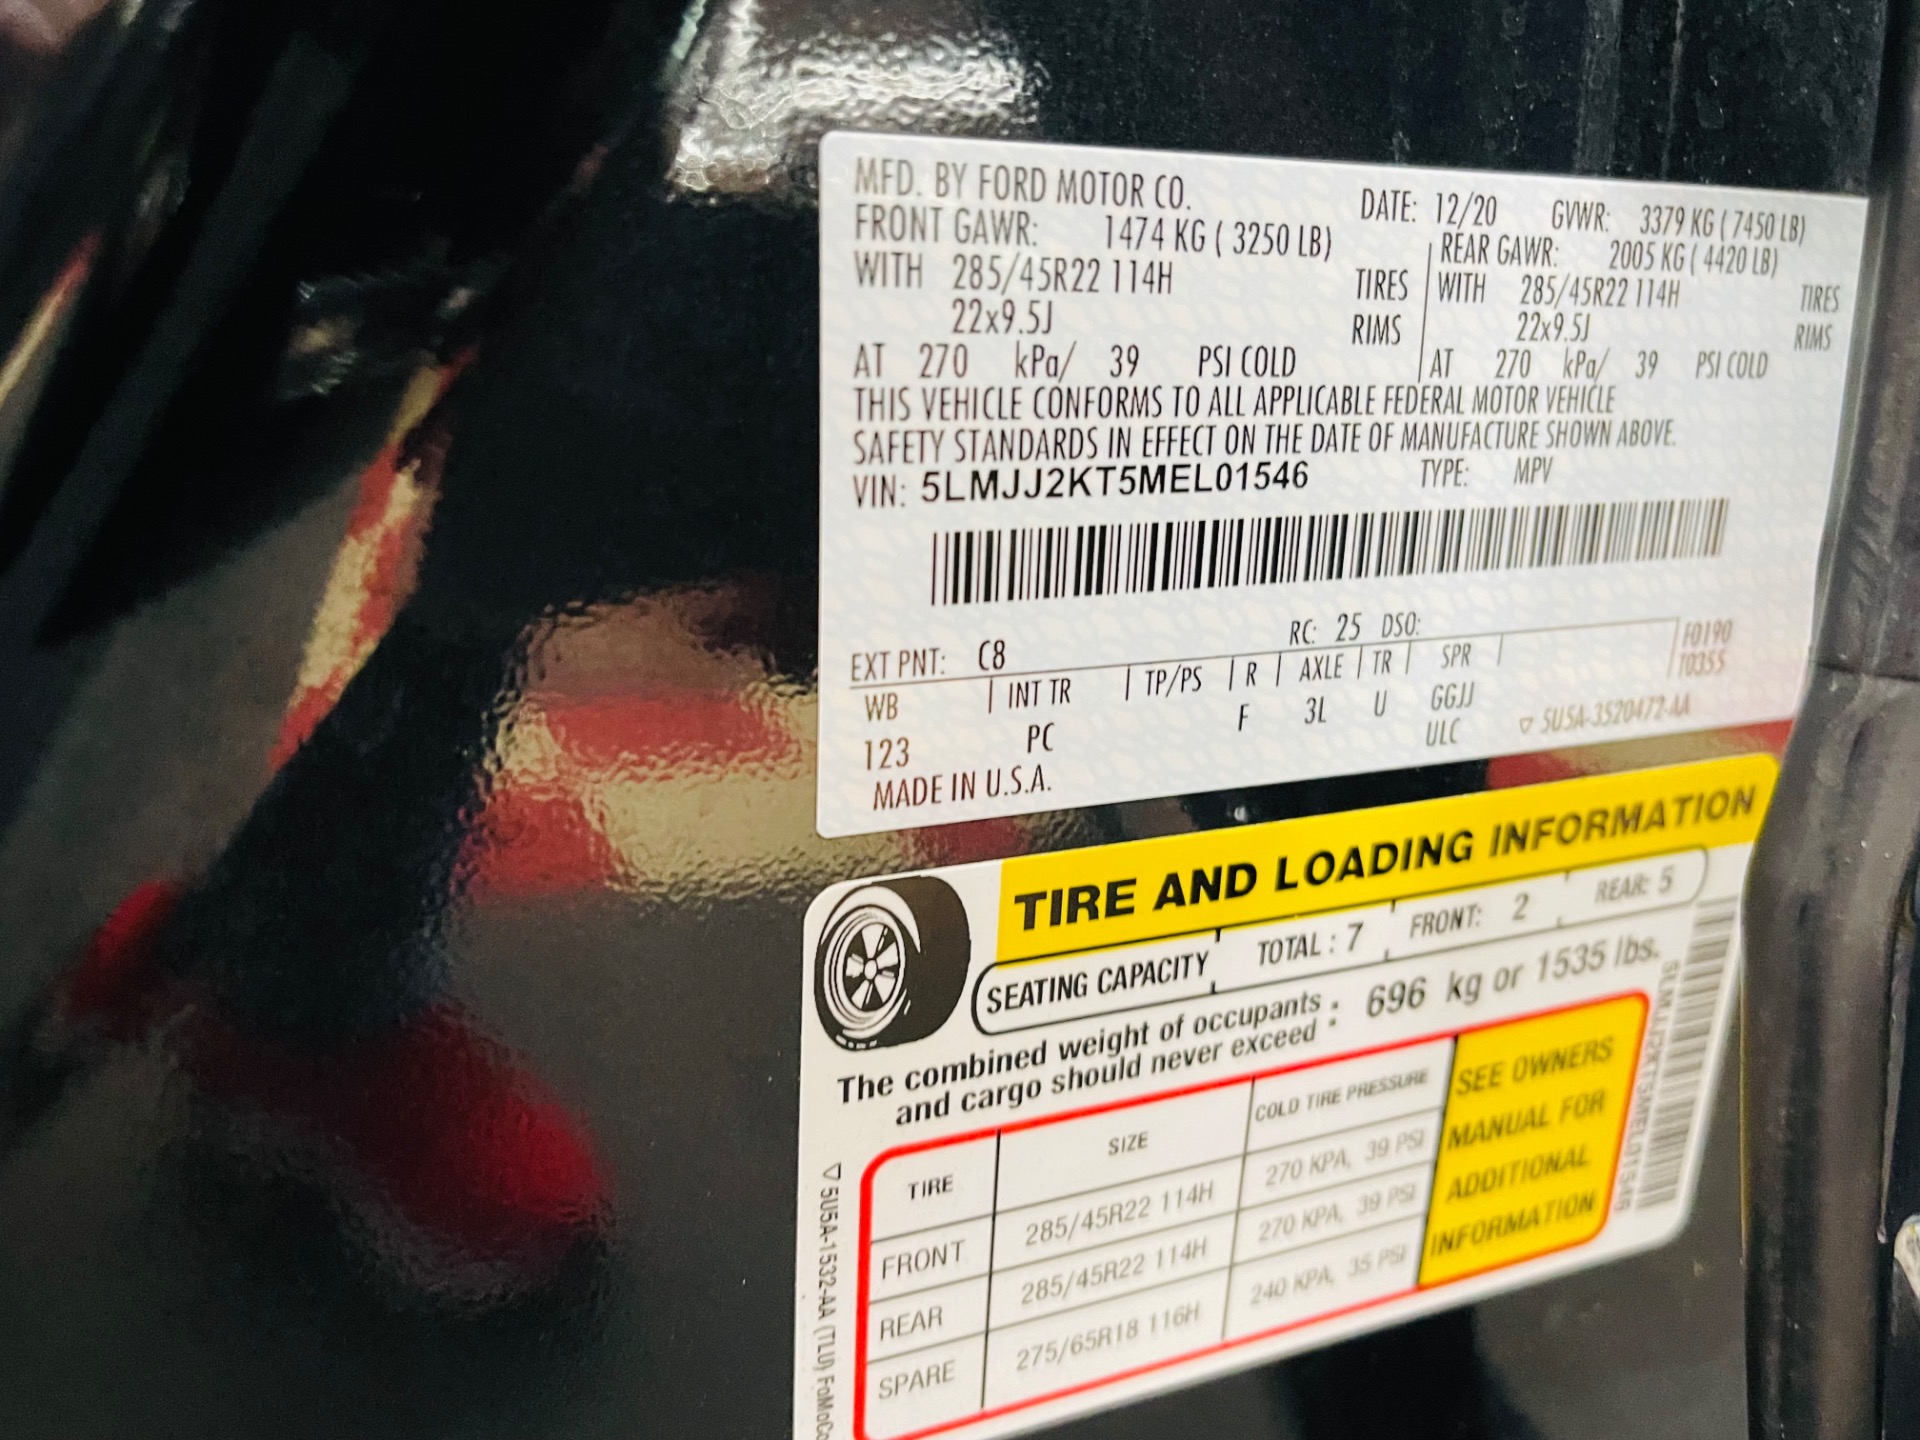 MFD. BY FORD MOTOR CO. DATE: 12/20 GVWR: 3379 KG ( 7450 LB)
FRONT GAWR: 1474 KG ( 3250 LB) REAR GAWR: 2005 KG ( 4420 LB)
WITH 285/45R22 114H TIRES WITH 285/45R22 114H TIRES
22x9.5J RIMS 22x9.5J RIMS
AT 270 kPa/ 39 PSI COLD AT 270 kPa/ 39 PSI COLD
THIS VEHICLE CONFORMS TO ALL APPLICABLE FEDERAL MOTOR VEHICLE
SAFETY STANDARDS IN EFFECT ON THE DATE OF MANUFACTURE SHOWN ABOVE.
VIN: 5LMJJ2KT5MEL01546 TYPE: MPV
EXT PNT: C8 RC: 25 DSO: F0190
WB INT TR TP/PS R AXLE TR SPR T0355
123 PC F 3L U GGJJ
ULC ▽ 5U5A-3520472-AA
MADE IN U.S.A.
TIRE AND LOADING INFORMATION
SEATING CAPACITY TOTAL : 7 FRONT: 2 REAR: 5
The combined weight of occupants : 696 kg or 1535 lbs.
and cargo should never exceed :
TIRE SIZE COLD TIRE PRESSURE
FRONT 285/45R22 114H 270 KPA, 39 PSI
REAR 285/45R22 114H 270 KPA, 39 PSI
SPARE 275/65R18 116H 240 KPA, 35 PSI
SEE OWNERS
MANUAL FOR
ADDITIONAL
INFORMATION
5LMJJ2KT5MEL01546
▽ 5U5A-1532-AA (TLU) FoMoCo